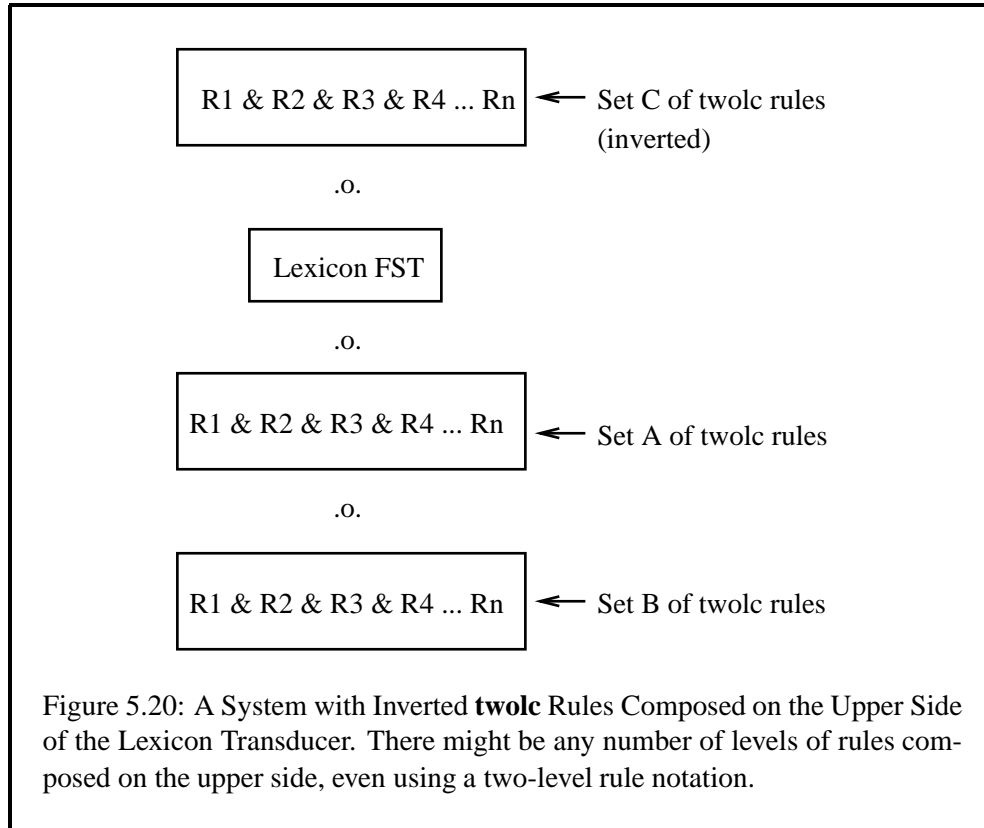 R1 & R2 & R3 & R4 ... Rn
Set C of twolc rules
(inverted)
.o.
Lexicon FST
.o.
R1 & R2 & R3 & R4 ... Rn
Set A of twolc rules
.o.
R1 & R2 & R3 & R4 ... Rn
Set B of twolc rules
Figure 5.20: A System with Inverted twolc Rules Composed on the Upper Side
of the Lexicon Transducer. There might be any number of levels of rules com-
posed on the upper side, even using a two-level rule notation.